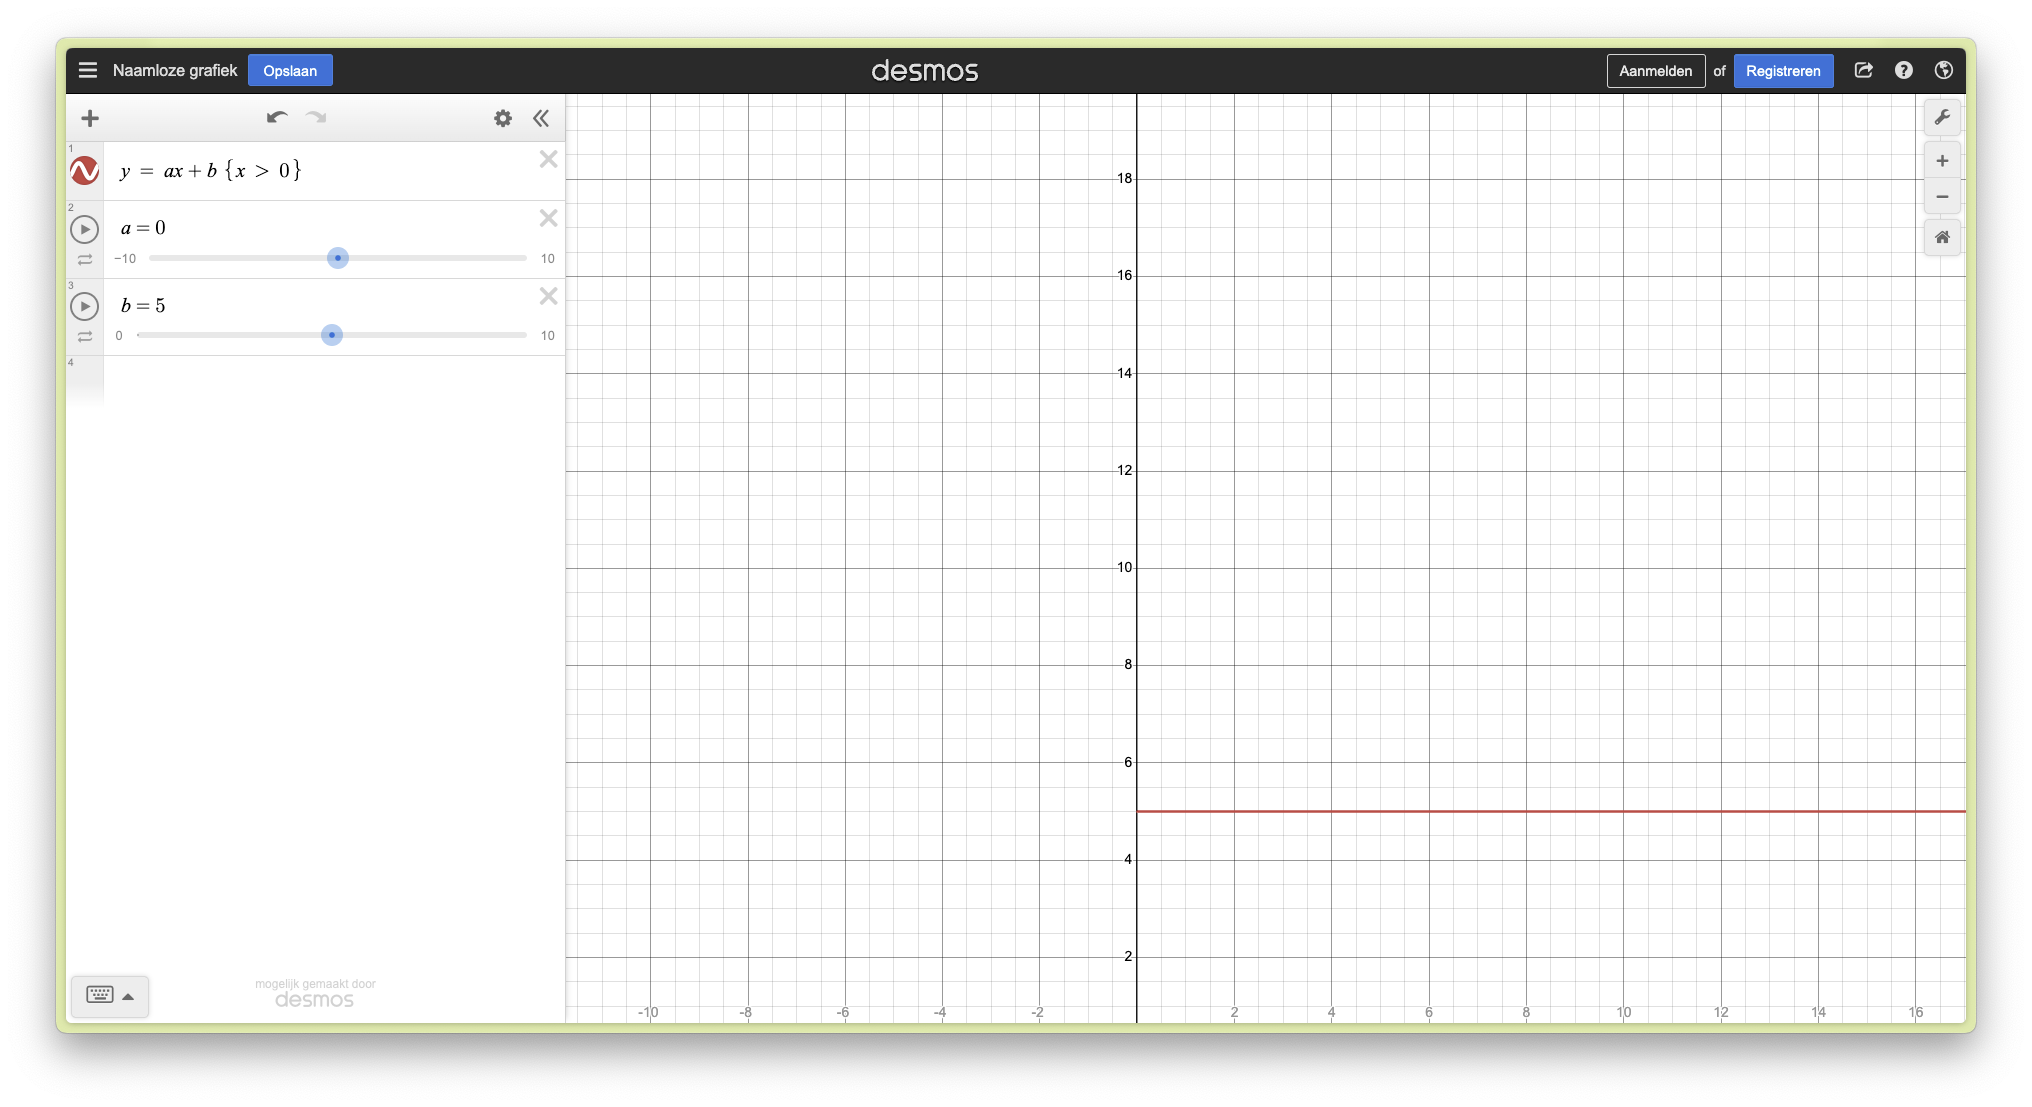 Naamloze grafiek Opslaan desmos Aanmelden of Registreren
1
y = ax + b {x > 0}
2
a = 0
−10 10
3
b = 5
0 10
4
mogelijk gemaakt door
desmos
18
16
14
12
10
8
6
4
2
-10 -8 -6 -4 -2 2 4 6 8 10 12 14 16